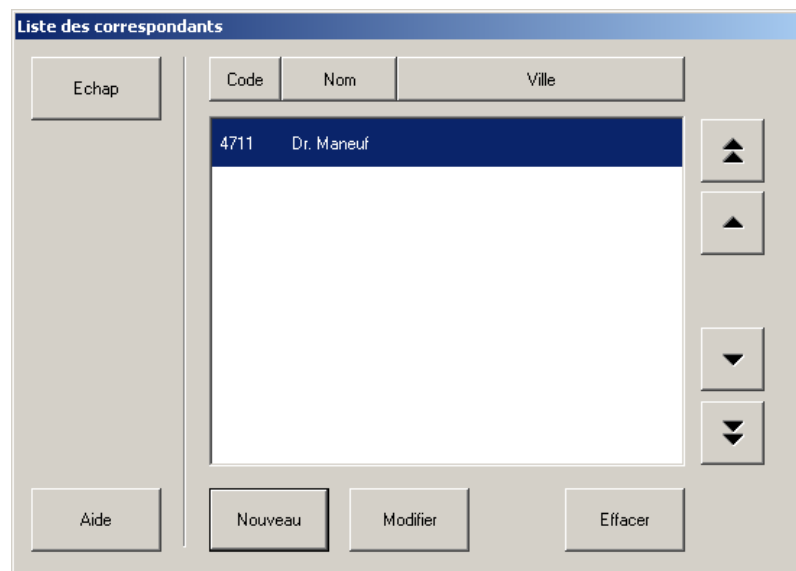 Liste des correspondants
Echap
Code Nom Ville
4711 Dr. Maneuf
Aide Nouveau Modifier Effacer